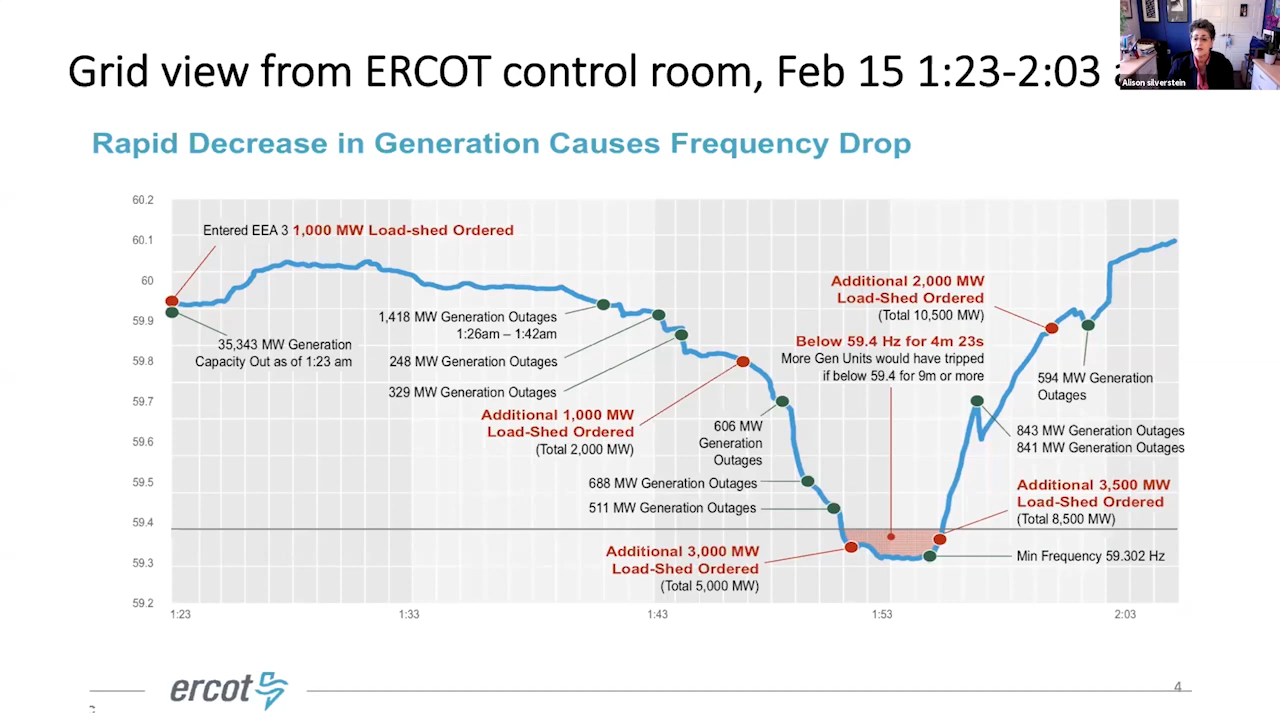 Grid view from ERCOT control room, Feb 15 1:23-2:03
Alison silverstein
Rapid Decrease in Generation Causes Frequency Drop
60.2
60.1
60
59.9
59.8
59.7
59.6
59.5
59.4
59.3
59.2
Entered EEA 3 1,000 MW Load-shed Ordered
35,343 MW Generation
Capacity Out as of 1:23 am
1,418 MW Generation Outages
1:26am – 1:42am
248 MW Generation Outages
329 MW Generation Outages
Additional 1,000 MW
Load-Shed Ordered
(Total 2,000 MW)
606 MW
Generation
Outages
688 MW Generation Outages
511 MW Generation Outages
Additional 3,000 MW
Load-Shed Ordered
(Total 5,000 MW)
Additional 2,000 MW
Load-Shed Ordered
(Total 10,500 MW)
Below 59.4 Hz for 4m 23s
More Gen Units would have tripped
if below 59.4 for 9m or more
594 MW Generation
Outages
843 MW Generation Outages
841 MW Generation Outages
Additional 3,500 MW
Load-Shed Ordered
(Total 8,500 MW)
Min Frequency 59.302 Hz
1:23
1:33
1:43
1:53
2:03
ercot
4